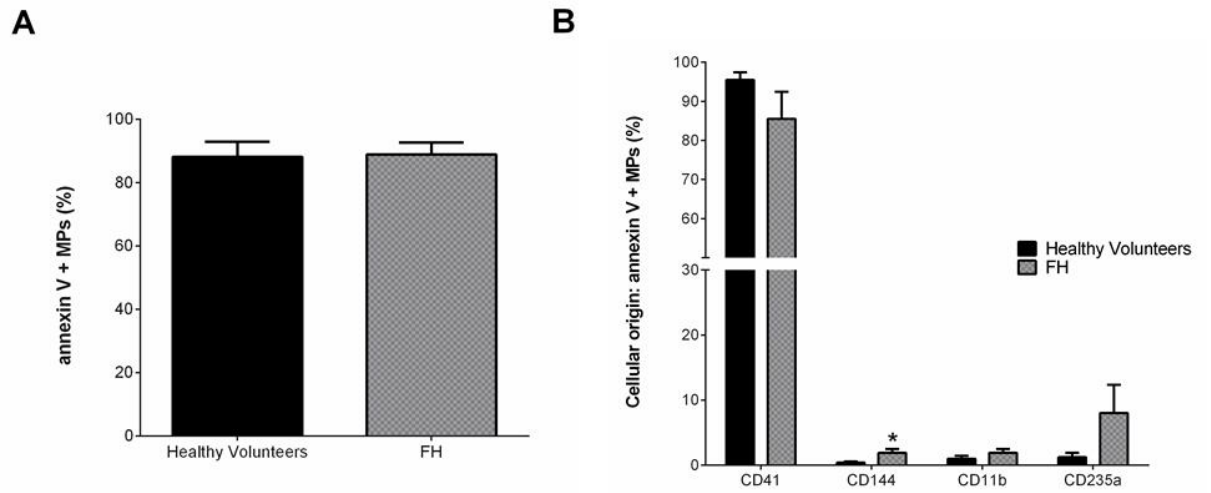 A
annexin V + MPs (%)
100
80
60
40
20
0
Healthy Volunteers FH
B
Cellular origin: annexin V + MPs (%)
100
90
80
70
60
30
20
10
0
*
CD41 CD144 CD11b CD235a
Healthy Volunteers
FH